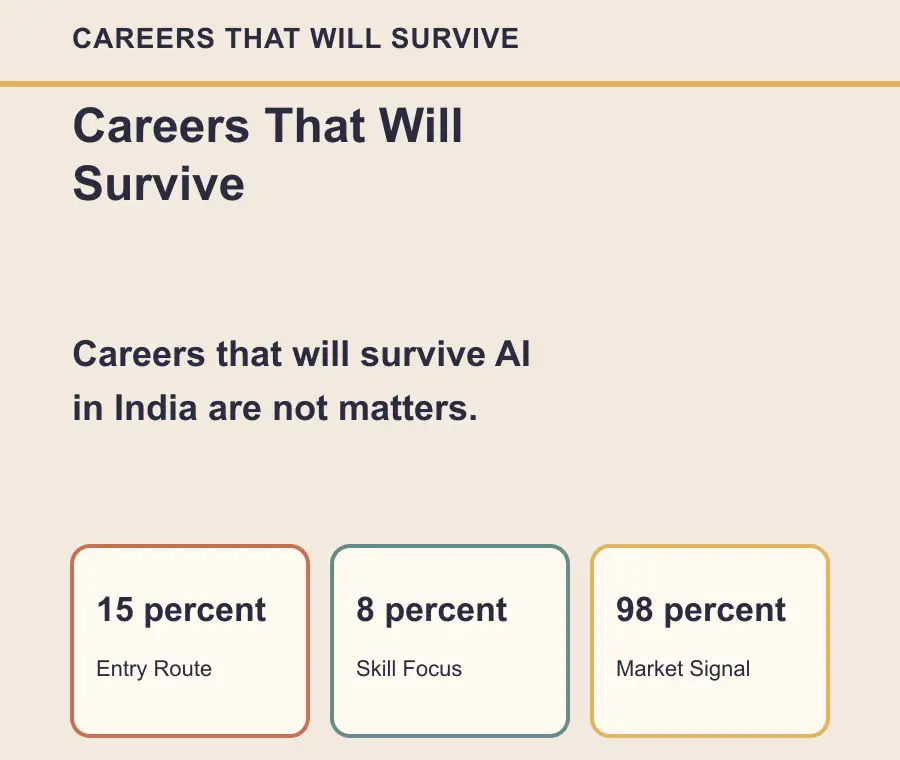 CAREERS THAT WILL SURVIVE
Careers That Will
Survive
Careers that will survive AI
in India are not matters.
15 percent
Entry Route
8 percent
Skill Focus
98 percent
Market Signal